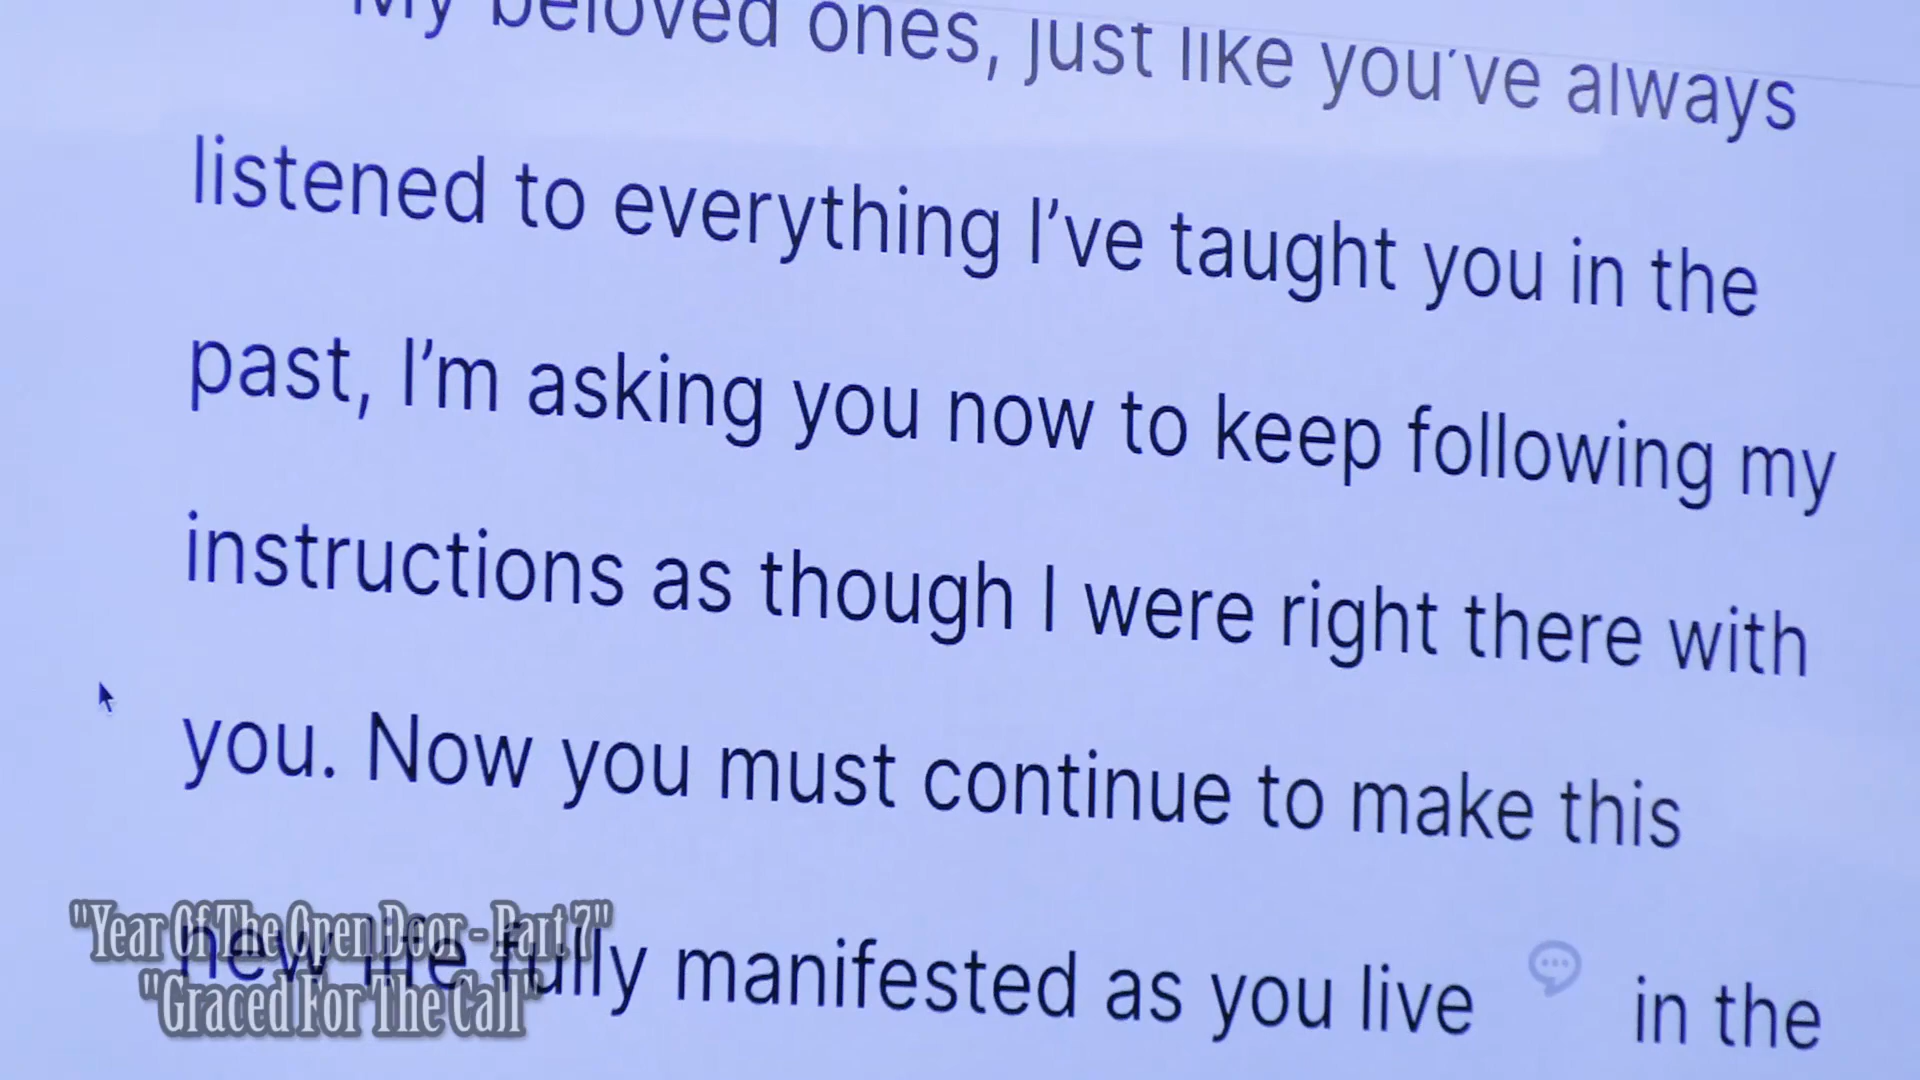 My beloved ones, just like you've always
listened to everything I've taught you in the
past, I'm asking you now to keep following my
instructions as though I were right there with
you. Now you must continue to make this
new life fully manifested as you live in the
"Year Of The Open Door - Part 7"
"Graced For The Call"